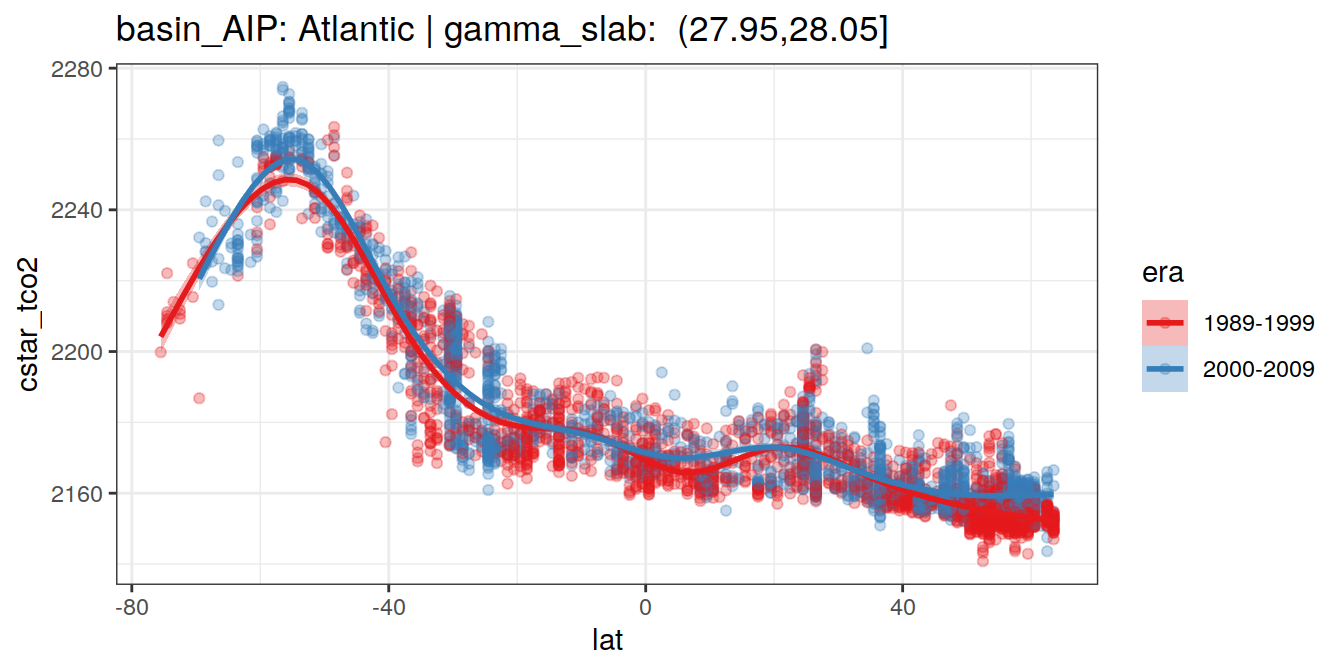 basin_AIP: Atlantic | gamma_slab: (27.95,28.05]
2280
2240
2200
2160
cstar_tco2
-80
-40
0
40
lat
era
1989-1999
2000-2009